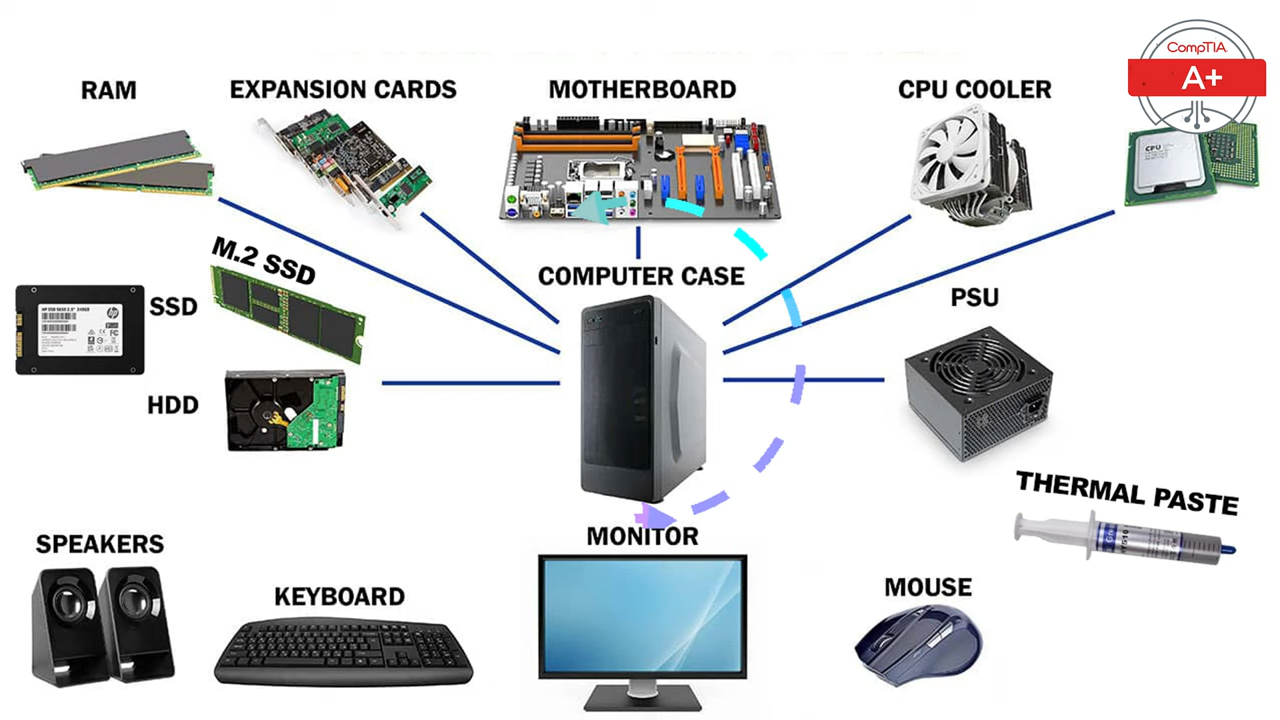 CompTIA
A+
RAM
EXPANSION CARDS
MOTHERBOARD
CPU COOLER
CPU
M.2 SSD
COMPUTER CASE
SSD
PSU
HDD
THERMAL PASTE
MONITOR
SPEAKERS
KEYBOARD
MOUSE